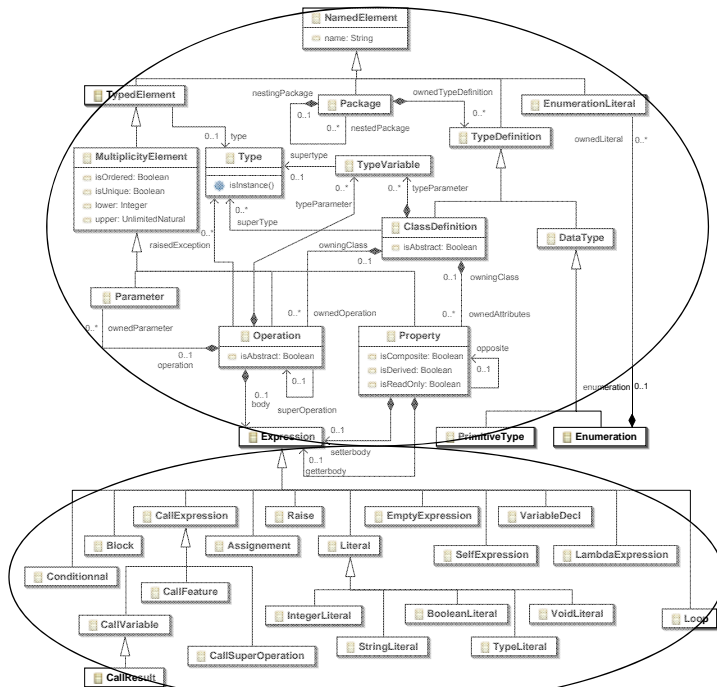 NamedElement
name: String
TypedElement
nestingPackage
0..1
Package
0..*
nestedPackage
ownedTypeDefinition
0..*
EnumerationLiteral
TypeDefinition
ownedLiteral
0..*
0..1
type
MultiplicityElement
isOrdered: Boolean
isUnique: Boolean
lower: Integer
upper: UnlimitedNatural
Type
isInstance()
supertype
0..1
TypeVariable
0..*
0..*
typeParameter
typeParameter
0..*
superType
ClassDefinition
isAbstract: Boolean
DataType
raisedException
0..*
owningClass
0..1
0..1
owningClass
Parameter
0..*
ownedParameter
0..*
ownedOperation
0..*
ownedAttributes
Operation
isAbstract: Boolean
Property
isComposite: Boolean
isDerived: Boolean
isReadOnly: Boolean
opposite
0..1
0..1
operation
0..1
superOperation
0..1
body
enumeration
0..1
Expression
0..1
setterbody
0..1
getterbody
PrimitiveType
Enumeration
CallExpression
Raise
EmptyExpression
VariableDecl
Block
Assignement
Literal
SelfExpression
LambdaExpression
Conditionnal
CallFeature
IntegerLiteral
BooleanLiteral
VoidLiteral
Loop
CallVariable
StringLiteral
TypeLiteral
CallSuperOperation
CallResult